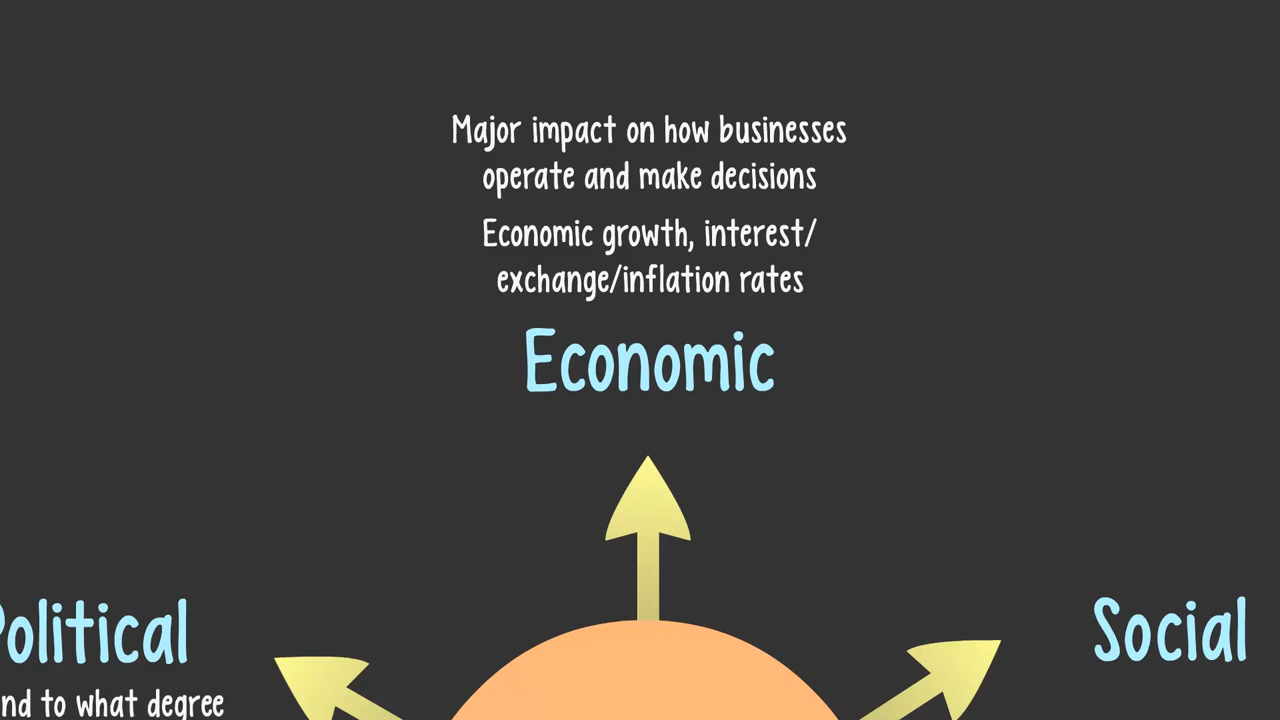 Major impact on how businesses
operate and make decisions
Economic growth, interest/
exchange/inflation rates
Economic
Political
Social
to what degree